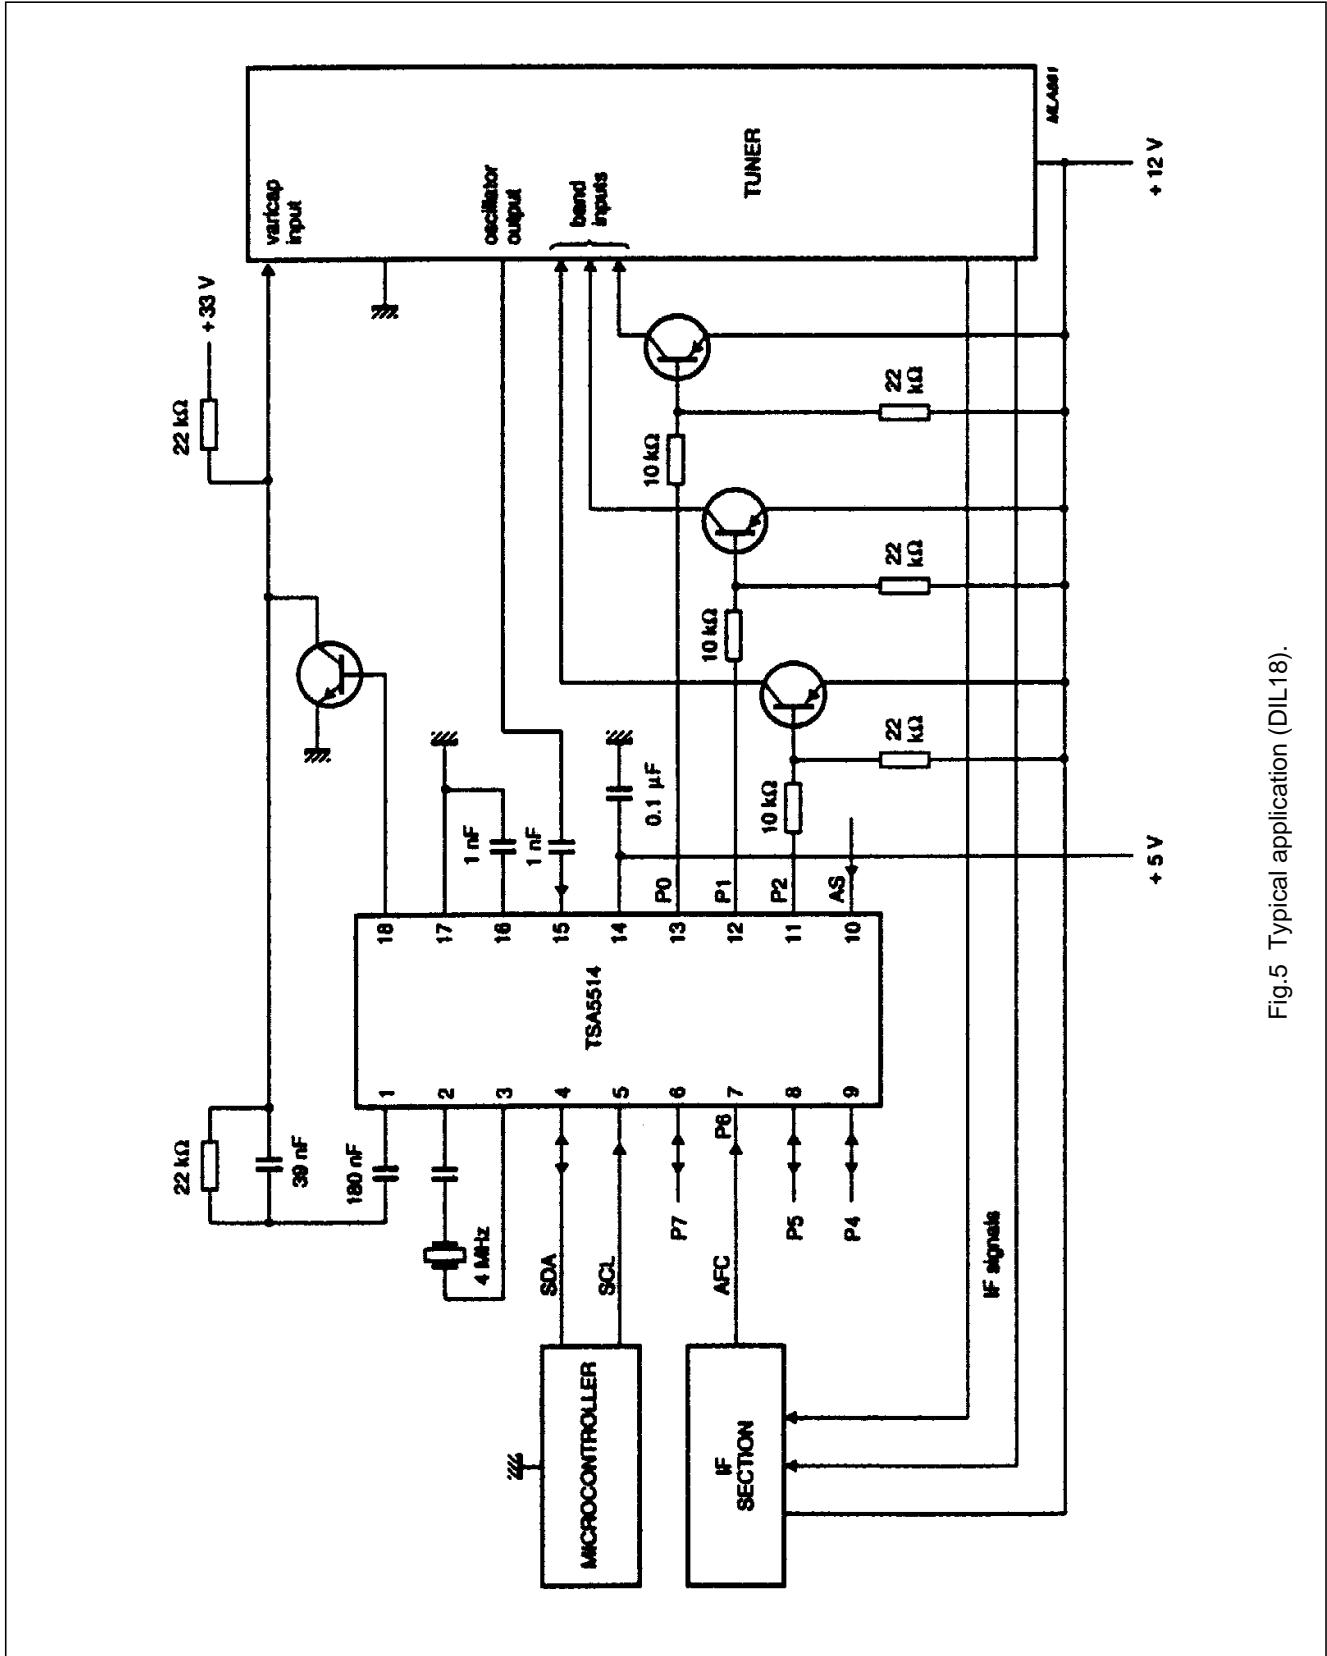 22 kΩ
39 nF
180 nF
4 MHz
SDA
SCL
P7
AFC
P6
P5
P4
MICROCONTROLLER
IF
SECTION
IF signals
TSA5514
1
2
3
4
5
6
7
8
9
18
17
16
15
14
13
12
11
10
1 nF
1 nF
0.1 µF
P0
P1
P2
AS
10 kΩ
10 kΩ
10 kΩ
22
kΩ
22
kΩ
22
kΩ
22 kΩ
+ 33 V
+ 5 V
+ 12 V
varicap
input
oscillator
output
band
inputs
TUNER
MLA861
Fig.5 Typical application (DIL18).